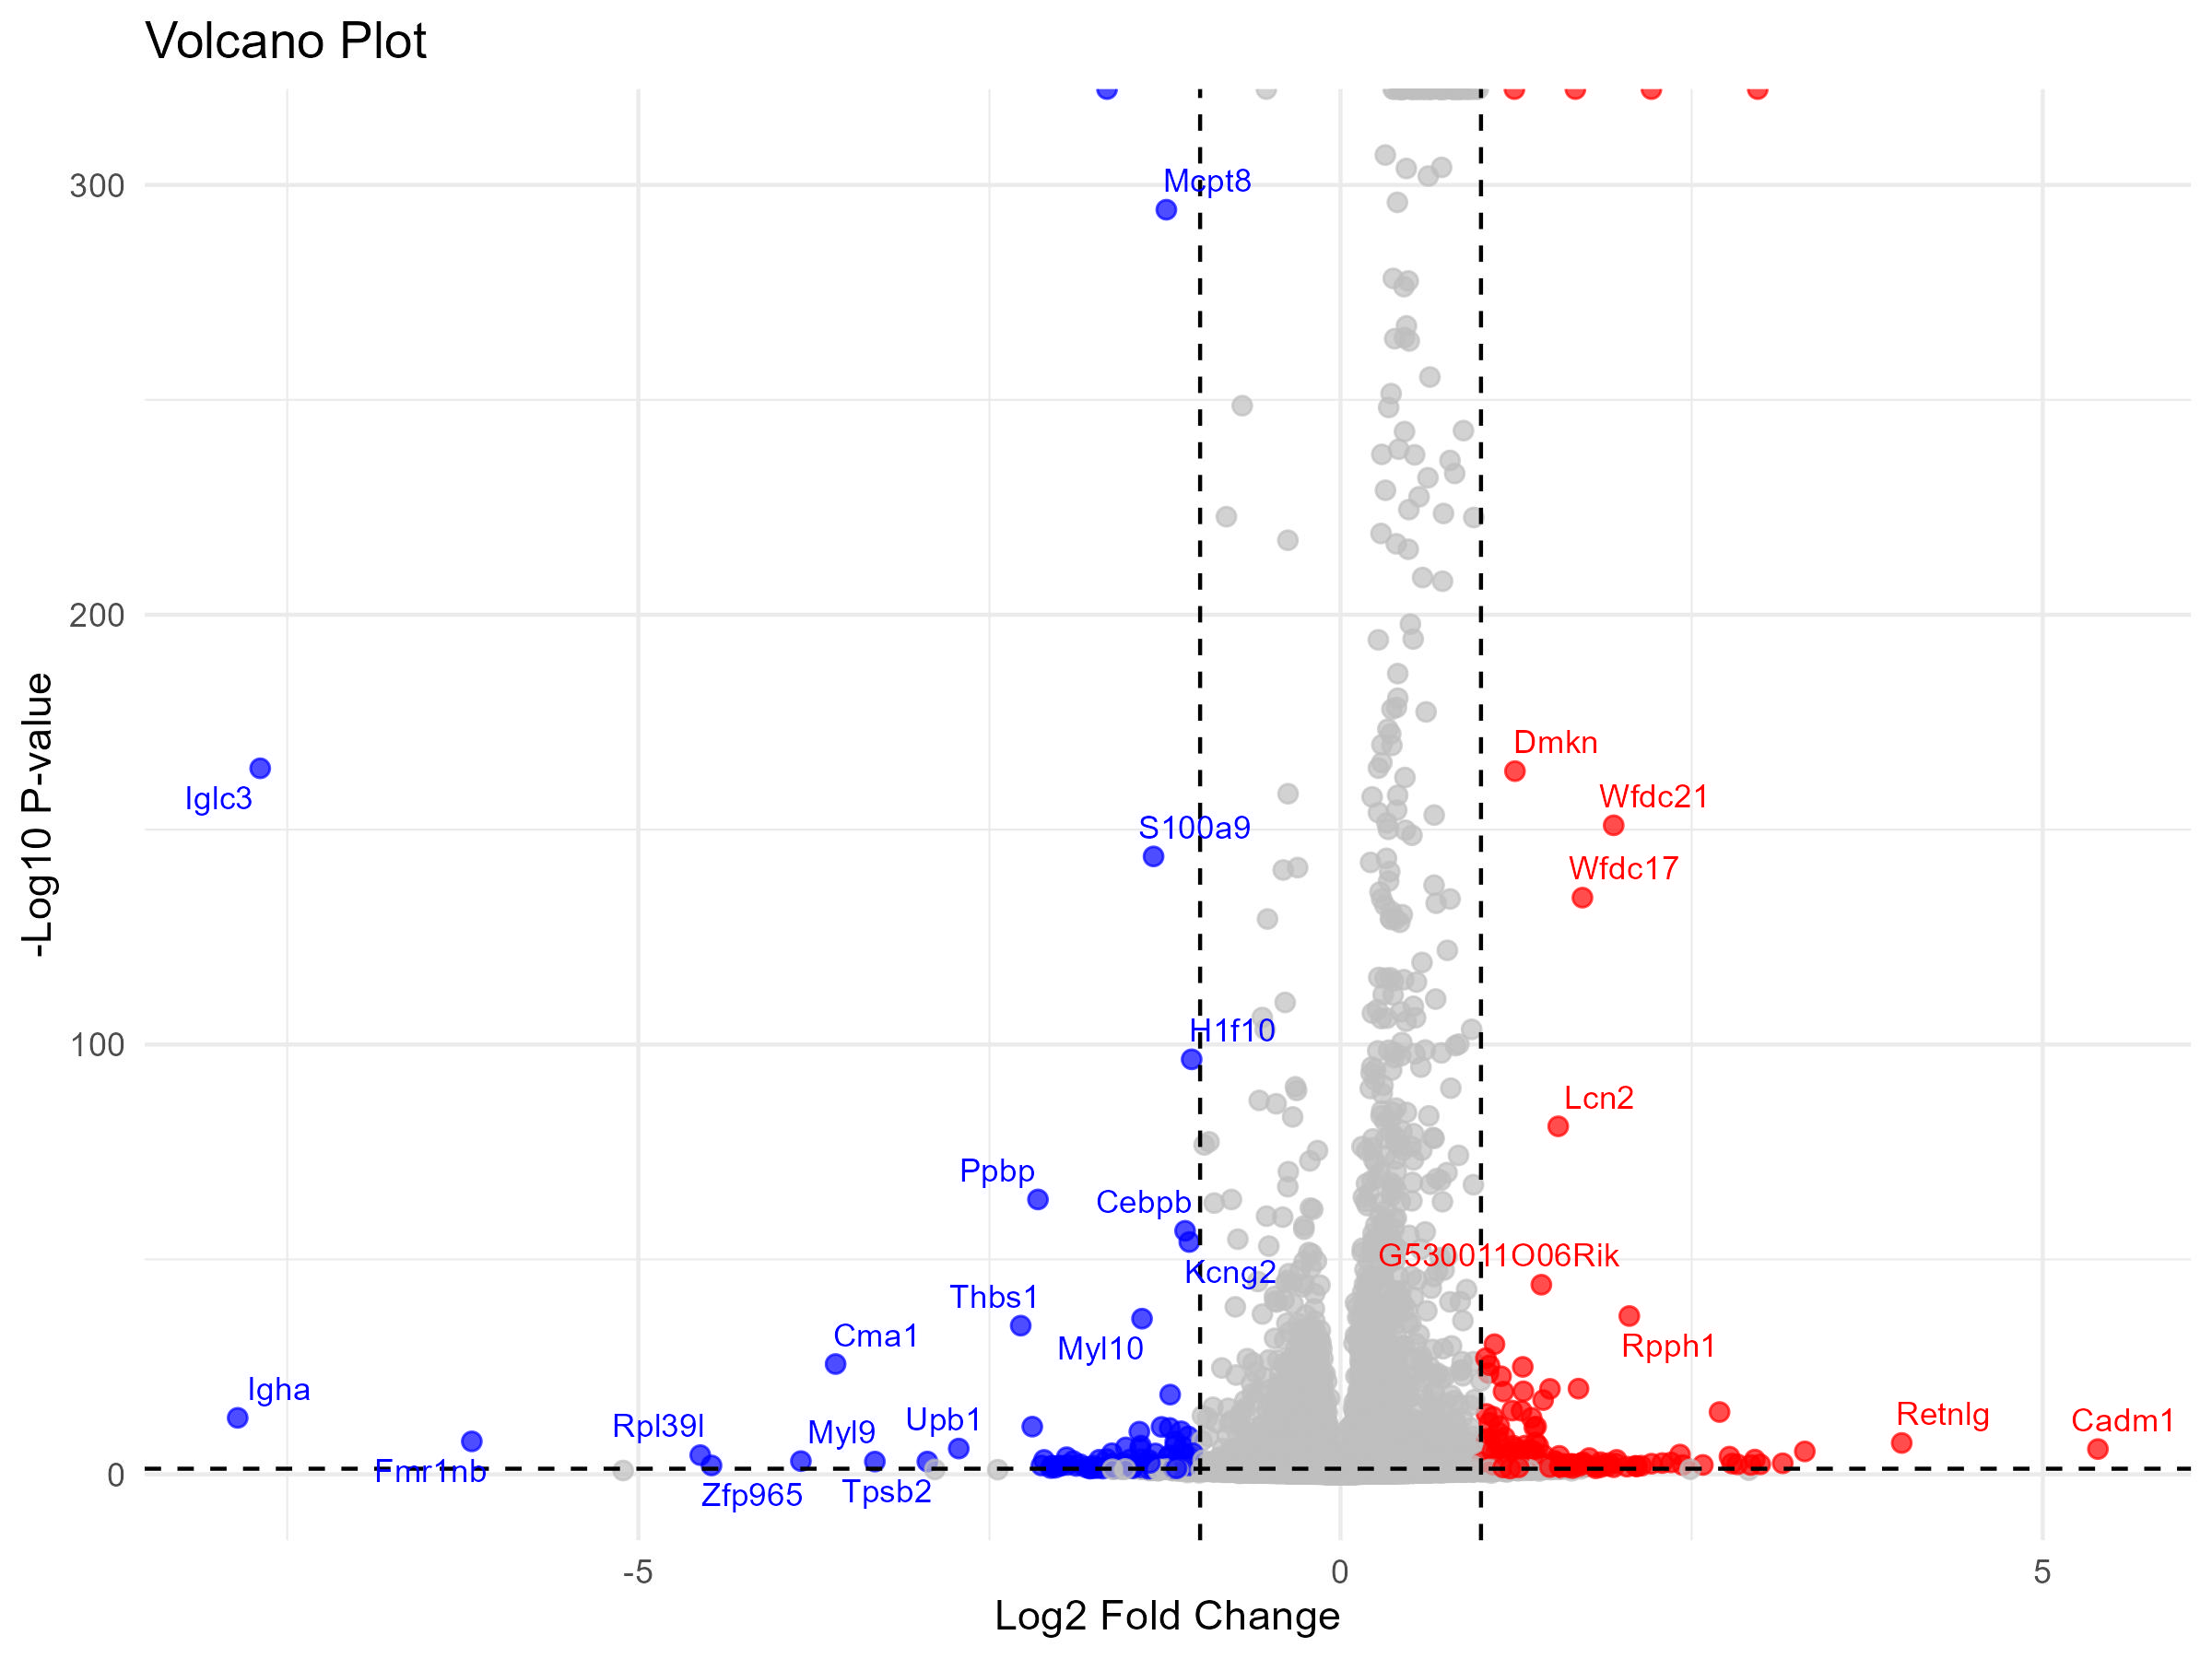 Volcano Plot
300
Mcpt8
200
Dmkn
Wfdc21
Iglc3
S100a9
Wfdc17
-Log10 P-value
H1f10
100
Lcn2
Ppbp
Cebpb
G530011O06Rik
Kcng2
Thbs1
Cma1
Myl10
Rpph1
Igha
Retnlg
Cadm1
Rpl39l
Myl9
Upb1
0
Fmr1nb
Zfp965
Tpsb2
-5
0
5
Log2 Fold Change